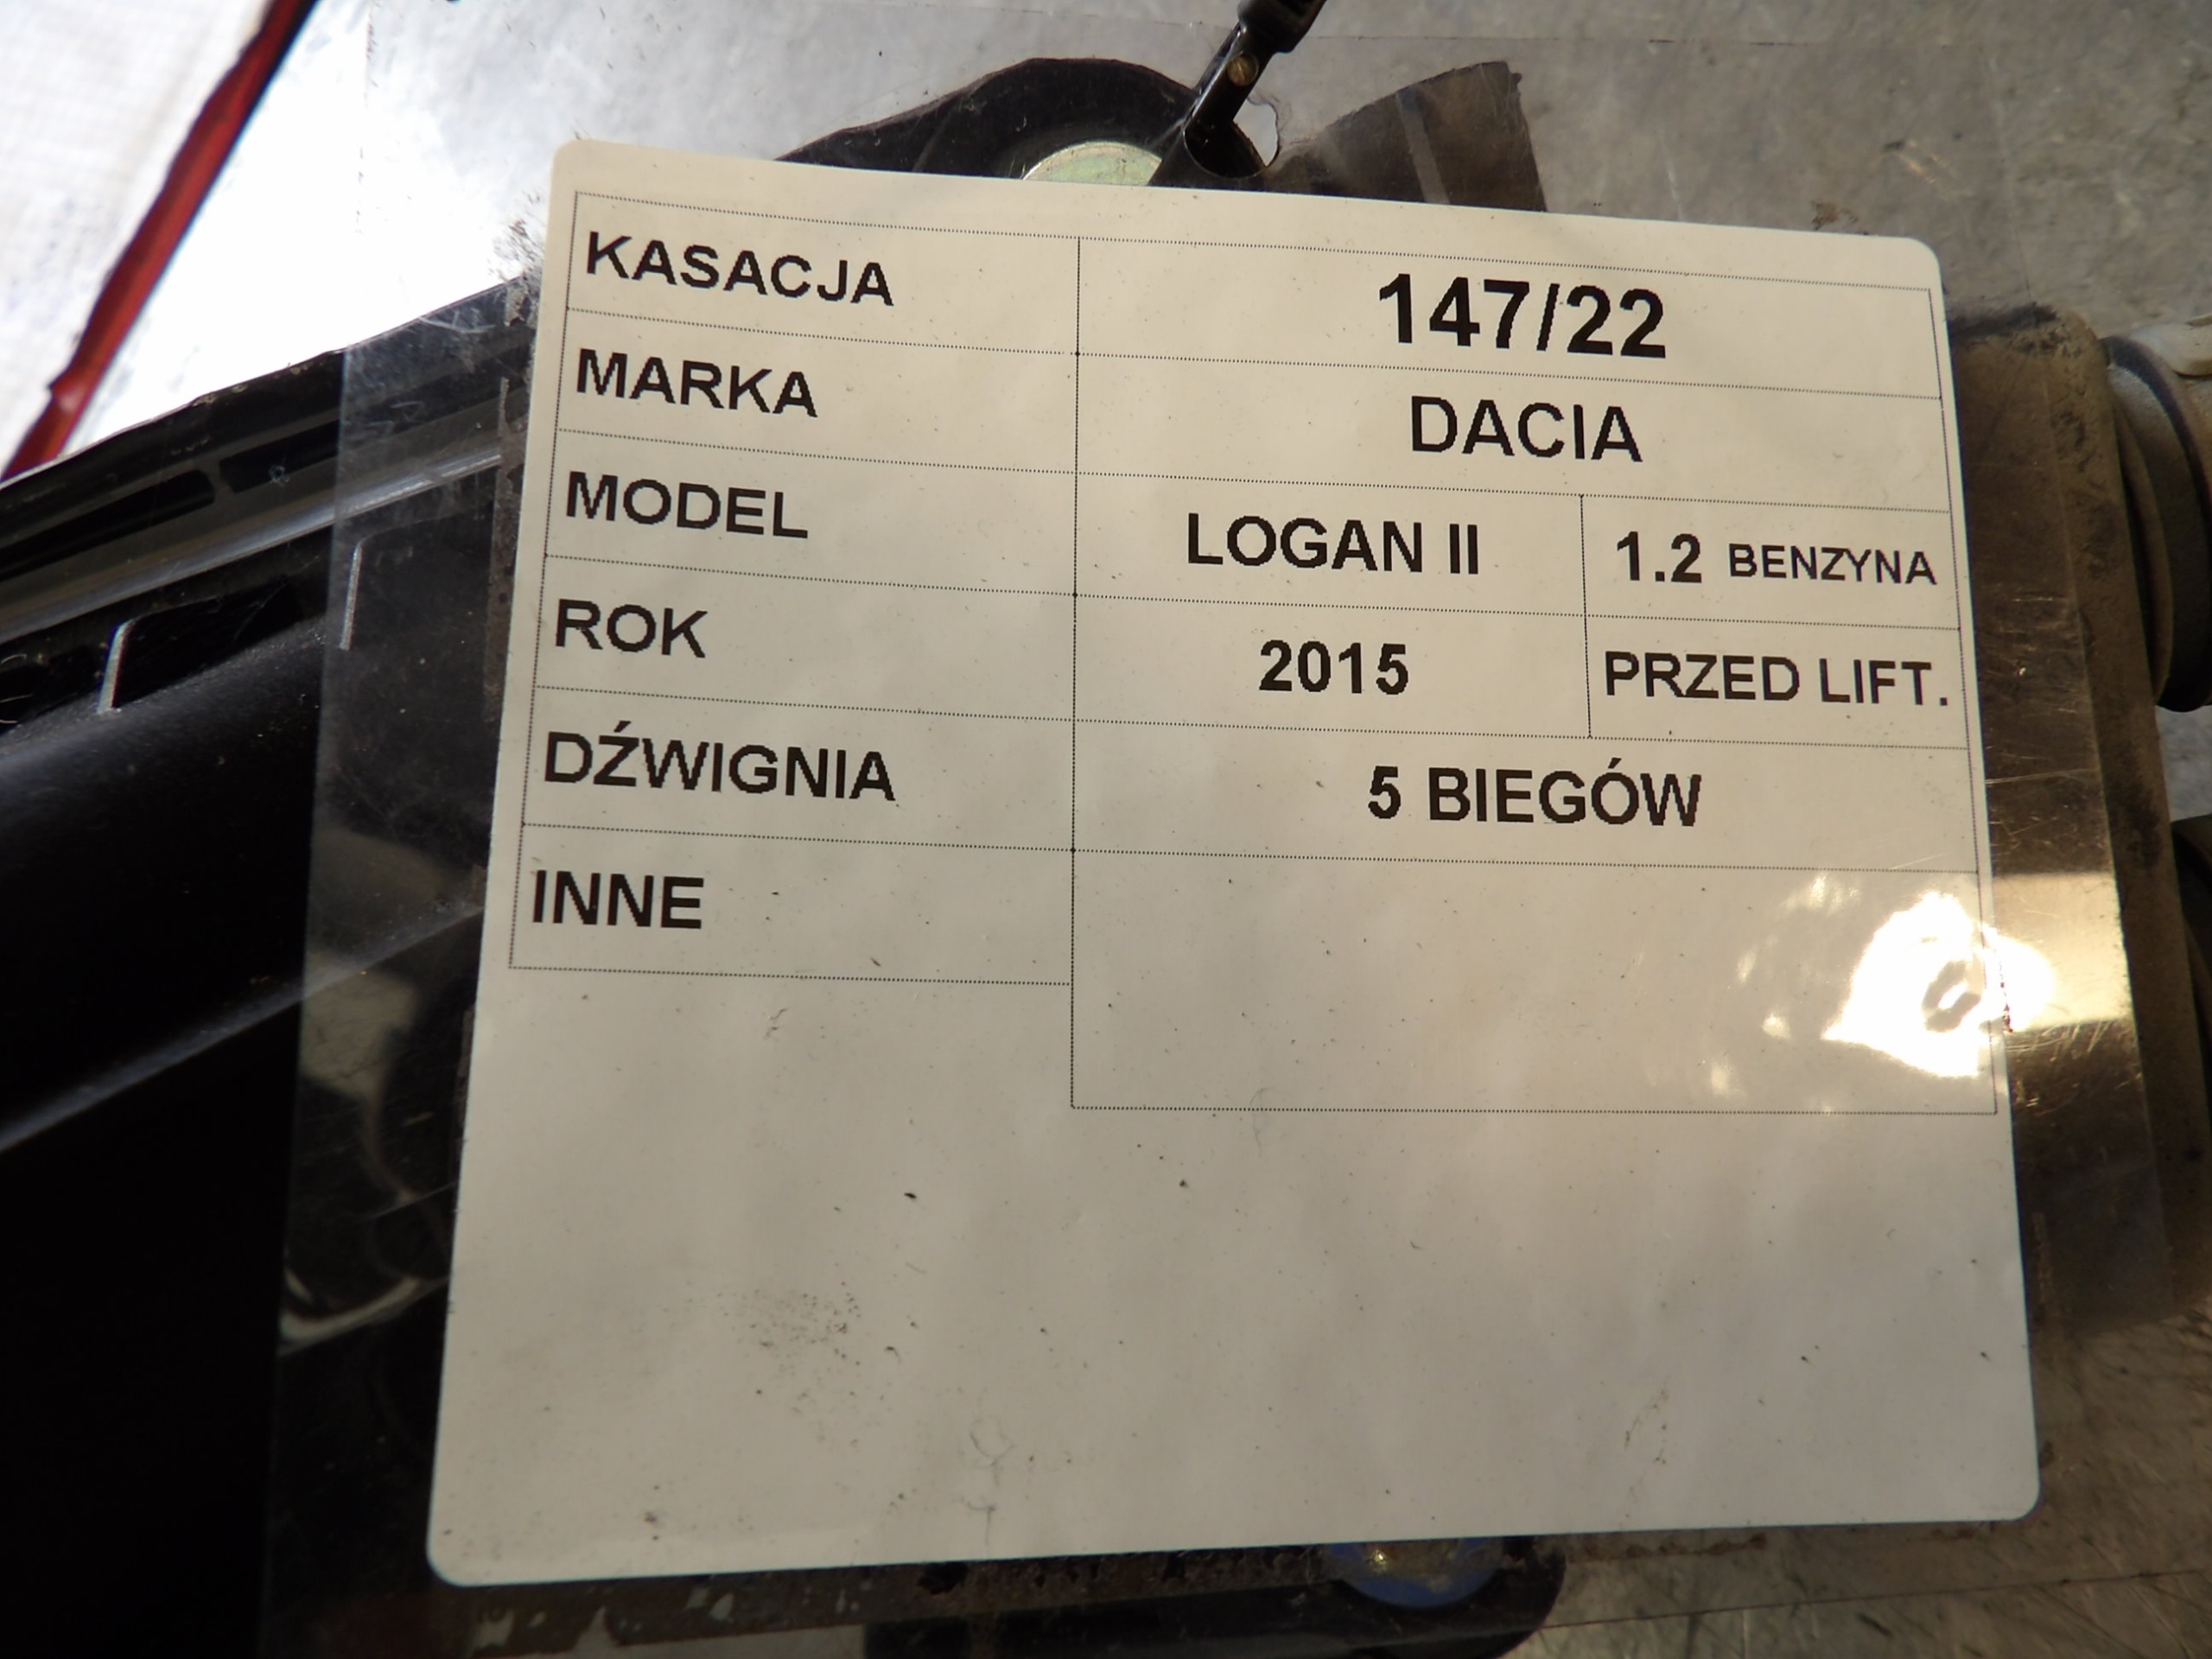 KASACJA 147/22
MARKA DACIA
MODEL LOGAN II 1.2 BENZYNA
ROK 2015 PRZED LIFT.
DŹWIGNIA 5 BIEGÓW
INNE